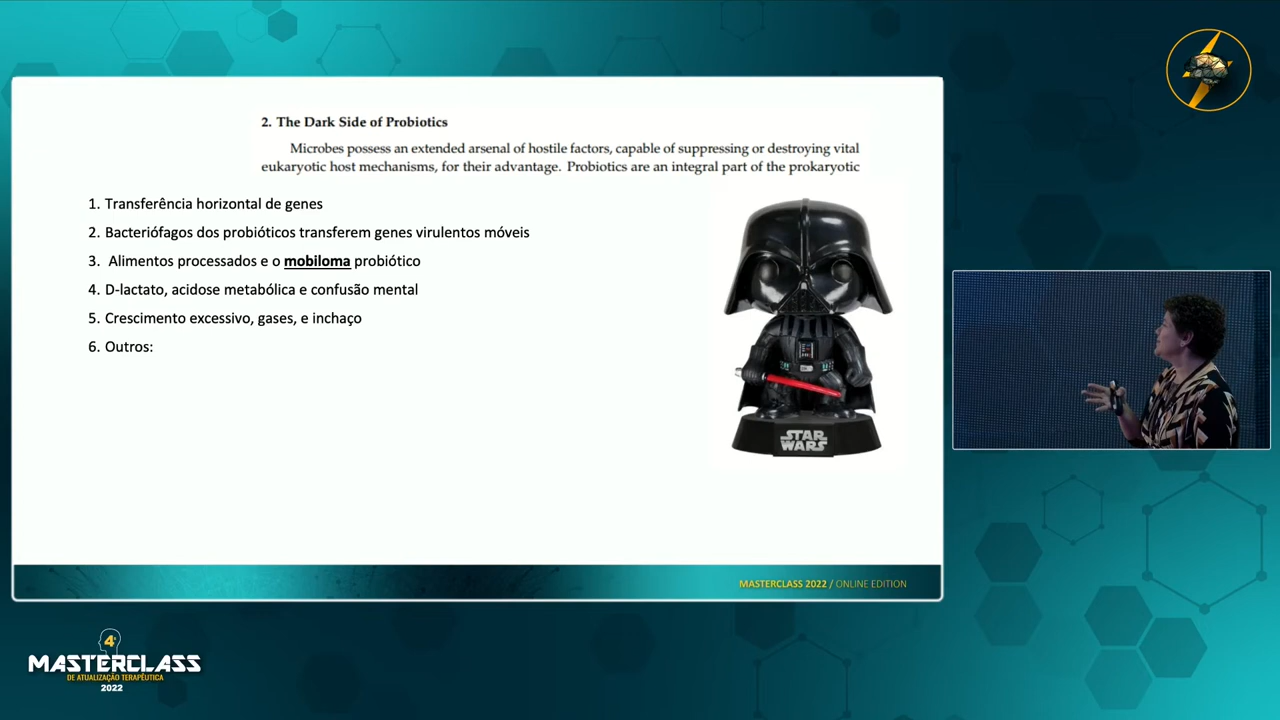 2. The Dark Side of Probiotics
Microbes possess an extended arsenal of hostile factors, capable of suppressing or destroying vital
eukaryotic host mechanisms, for their advantage. Probiotics are an integral part of the prokaryotic
1. Transferência horizontal de genes
2. Bacteriófagos dos probióticos transferem genes virulentos móveis
3. Alimentos processados e o mobiloma probiótico
4. D-lactato, acidose metabólica e confusão mental
5. Crescimento excessivo, gases, e inchaço
6. Outros:
STAR
WARS
MASTERCLASS 2022 / ONLINE EDITION
4ª
MASTERCLASS
DE ATUALIZAÇÃO TERAPÊUTICA
2022